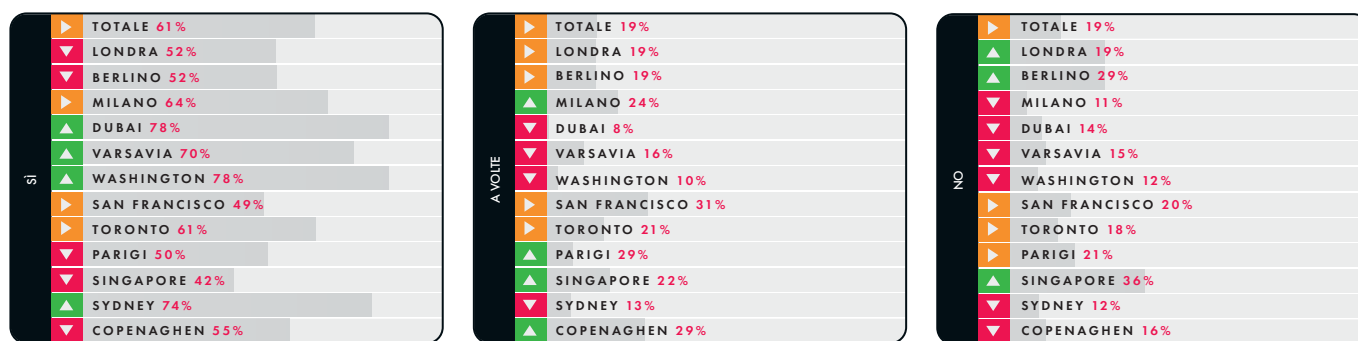 SÌ
TOTALE 61%
LONDRA 52%
BERLINO 52%
MILANO 64%
DUBAI 78%
VARSAVIA 70%
WASHINGTON 78%
SAN FRANCISCO 49%
TORONTO 61%
PARIGI 50%
SINGAPORE 42%
SYDNEY 74%
COPENAGHEN 55%
A VOLTE
TOTALE 19%
LONDRA 19%
BERLINO 19%
MILANO 24%
DUBAI 8%
VARSAVIA 16%
WASHINGTON 10%
SAN FRANCISCO 31%
TORONTO 21%
PARIGI 29%
SINGAPORE 22%
SYDNEY 13%
COPENAGHEN 29%
NO
TOTALE 19%
LONDRA 19%
BERLINO 29%
MILANO 11%
DUBAI 14%
VARSAVIA 15%
WASHINGTON 12%
SAN FRANCISCO 20%
TORONTO 18%
PARIGI 21%
SINGAPORE 36%
SYDNEY 12%
COPENAGHEN 16%